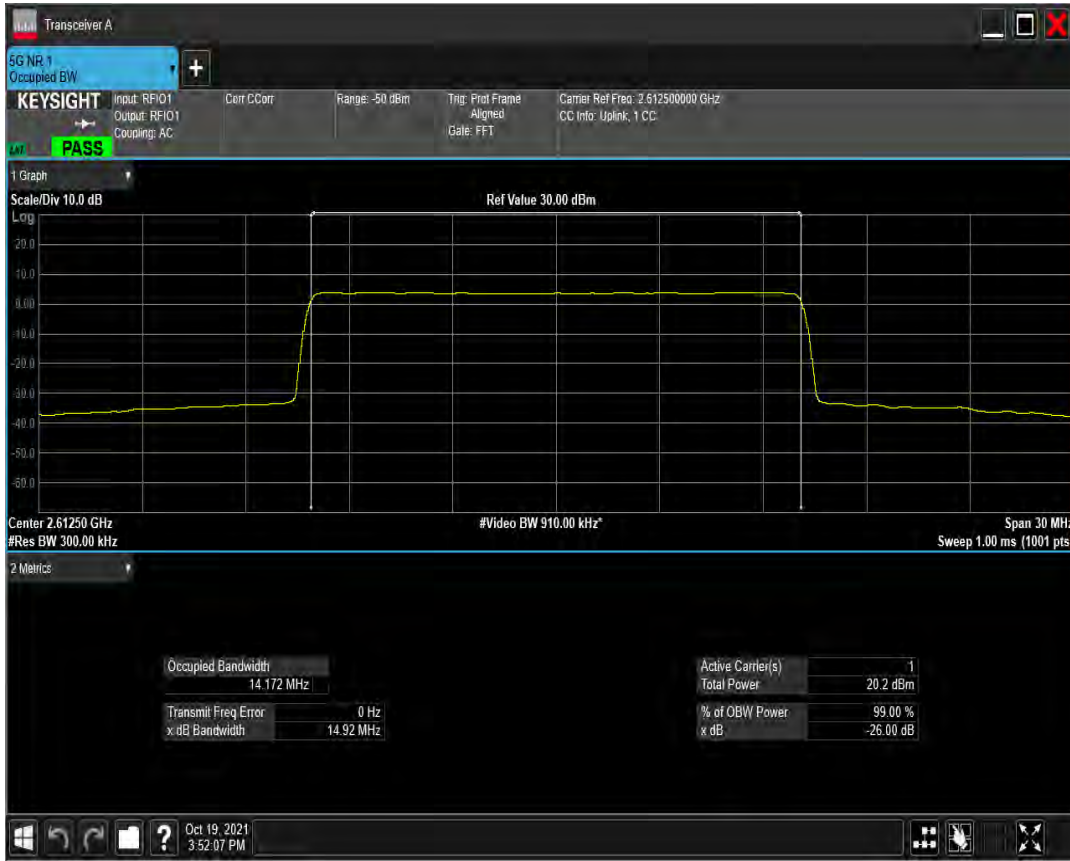 Transceiver A
5G NR 1
Occupied BW
+
KEYSIGHT
PASS
Input: RFIO1
Output: RFIO1
Coupling: AC
Corr CCorr
Range: -50 dBm
Trig: Prot Frame
Aligned
Gate: FFT
Carrier Ref Freq: 2.612500000 GHz
CC Info: Uplink, 1 CC
1 Graph
Scale/Div 10.0 dB
Ref Value 30.00 dBm
Log
20.0
10.0
0.00
-10.0
-20.0
-30.0
-40.0
-50.0
-60.0
Center 2.61250 GHz
#Video BW 910.00 kHz*
Span 30 MHz
#Res BW 300.00 kHz
Sweep 1.00 ms (1001 pts
2 Metrics
Occupied Bandwidth
14.172 MHz
Transmit Freq Error 0 Hz
x dB Bandwidth 14.92 MHz
Active Carrier(s) 1
Total Power 20.2 dBm
% of OBW Power 99.00 %
x dB -26.00 dB
?
Oct 19, 2021
3:52:07 PM